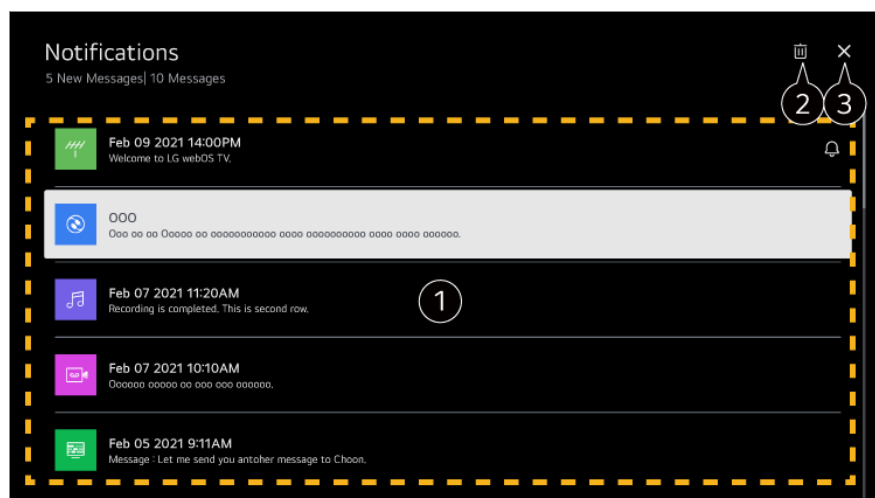 Notifications
5 New Messages| 10 Messages
2 3
Feb 09 2021 14:00PM
Welcome to LG webOS TV.
OOO
Ooo oo oo Ooooo oo ooooooooooo oooo oooooooooo oooo oooo oooooo.
Feb 07 2021 11:20AM
Recording is completed. This is second row.
1
Feb 07 2021 10:10AM
Oooooo ooooo oo ooo ooo oooooo.
Feb 05 2021 9:11AM
Message : Let me send you antoher message to Choon.